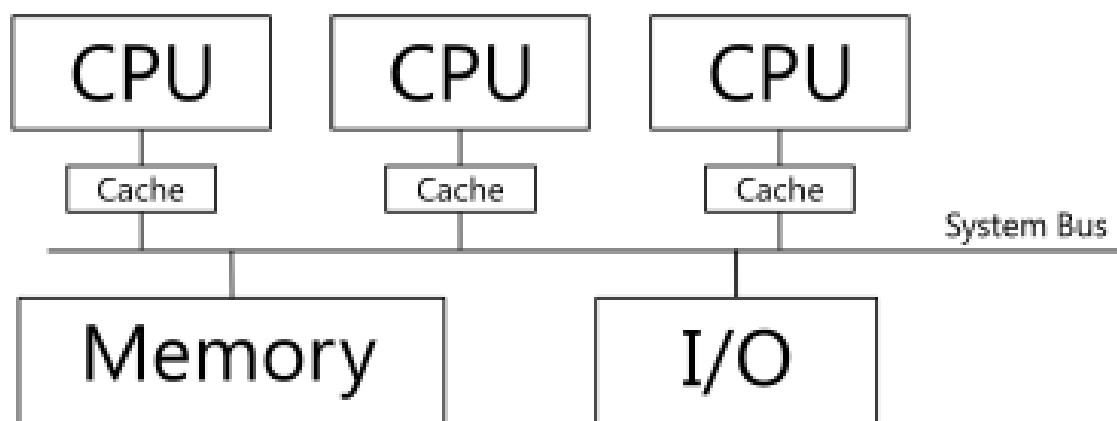 CPU CPU CPU
Cache Cache Cache
System Bus
Memory I/O